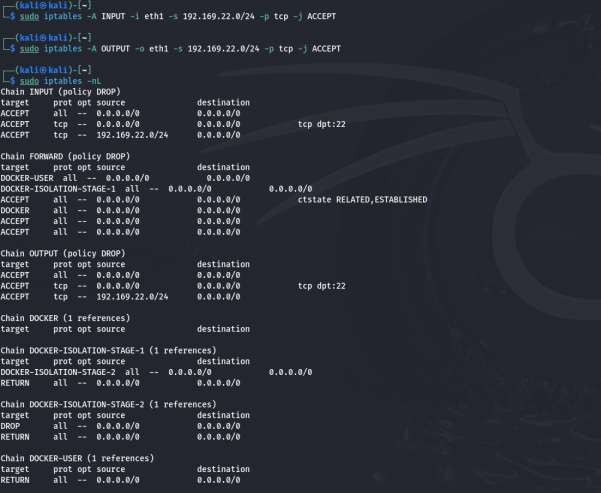 ┌──(kali㉿kali)-[~]
└─$ sudo iptables -A INPUT -i eth1 -s 192.169.22.0/24 -p tcp -j ACCEPT
┌──(kali㉿kali)-[~]
└─$ sudo iptables -A OUTPUT -o eth1 -s 192.169.22.0/24 -p tcp -j ACCEPT
┌──(kali㉿kali)-[~]
└─$ sudo iptables -nL
Chain INPUT (policy DROP)
target     prot opt source               destination
ACCEPT     all  --  0.0.0.0/0            0.0.0.0/0
ACCEPT     tcp  --  0.0.0.0/0            0.0.0.0/0            tcp dpt:22
ACCEPT     tcp  --  192.169.22.0/24      0.0.0.0/0
Chain FORWARD (policy DROP)
target     prot opt source               destination
DOCKER-USER  all  --  0.0.0.0/0            0.0.0.0/0
DOCKER-ISOLATION-STAGE-1  all  --  0.0.0.0/0            0.0.0.0/0
ACCEPT     all  --  0.0.0.0/0            0.0.0.0/0            ctstate RELATED,ESTABLISHED
DOCKER     all  --  0.0.0.0/0            0.0.0.0/0
ACCEPT     all  --  0.0.0.0/0            0.0.0.0/0
ACCEPT     all  --  0.0.0.0/0            0.0.0.0/0
Chain OUTPUT (policy DROP)
target     prot opt source               destination
ACCEPT     all  --  0.0.0.0/0            0.0.0.0/0
ACCEPT     tcp  --  0.0.0.0/0            0.0.0.0/0            tcp dpt:22
ACCEPT     tcp  --  192.169.22.0/24      0.0.0.0/0
Chain DOCKER (1 references)
target     prot opt source               destination
Chain DOCKER-ISOLATION-STAGE-1 (1 references)
target     prot opt source               destination
DOCKER-ISOLATION-STAGE-2  all  --  0.0.0.0/0            0.0.0.0/0
RETURN     all  --  0.0.0.0/0            0.0.0.0/0
Chain DOCKER-ISOLATION-STAGE-2 (1 references)
target     prot opt source               destination
DROP       all  --  0.0.0.0/0            0.0.0.0/0
RETURN     all  --  0.0.0.0/0            0.0.0.0/0
Chain DOCKER-USER (1 references)
target     prot opt source               destination
RETURN     all  --  0.0.0.0/0            0.0.0.0/0